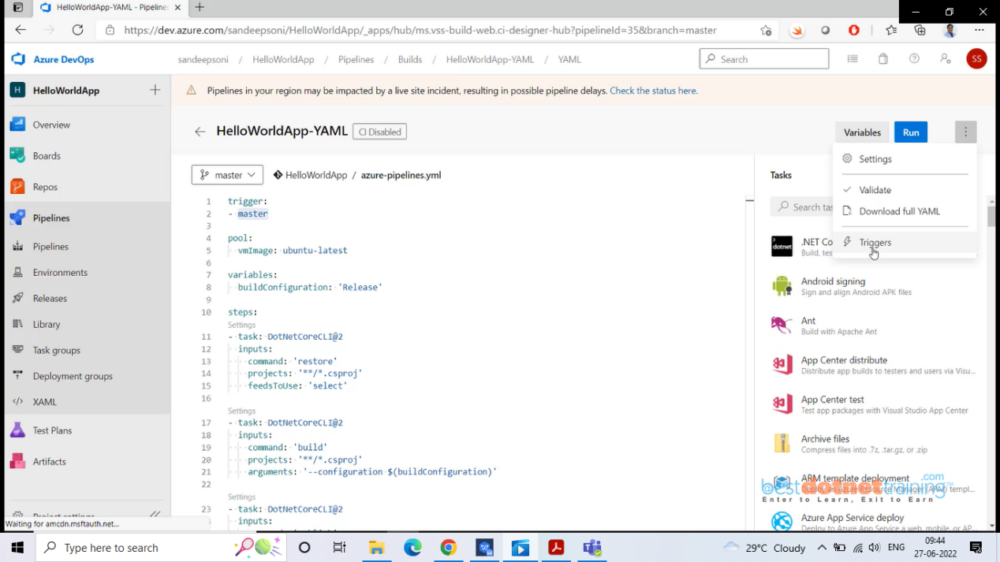 HelloWorldApp-YAML - Pipelines
https://dev.azure.com/sandeepsoni/HelloWorldApp/_apps/hub/ms.vss-build-web.ci-designer-hub?pipelineId=35&branch=master
Azure DevOps
sandeepsoni / HelloWorldApp / Pipelines / Builds / HelloWorldApp-YAML / YAML
Search
SS
H HelloWorldApp
Pipelines in your region may be impacted by a live site incident, resulting in possible pipeline delays. Check the status here.
Overview
Boards
Repos
Pipelines
Pipelines
Environments
Releases
Library
Task groups
Deployment groups
XAML
Test Plans
Artifacts
Project settings
Waiting for amcdn.msftauth.net...
HelloWorldApp-YAML CI Disabled
Variables
Run
Settings
Validate
Download full YAML
Triggers
master
HelloWorldApp / azure-pipelines.yml
1 trigger:
2 - master
3
4 pool:
5 vmImage: ubuntu-latest
6
7 variables:
8 buildConfiguration: 'Release'
9
10 steps:
Settings
11 - task: DotNetCoreCLI@2
12 inputs:
13 command: 'restore'
14 projects: '**/*.csproj'
15 feedsToUse: 'select'
16
Settings
17 - task: DotNetCoreCLI@2
18 inputs:
19 command: 'build'
20 projects: '**/*.csproj'
21 arguments: '--configuration $(buildConfiguration)'
22
Settings
23 - task: DotNetCoreCLI@2
24 inputs:
Tasks
Search
dotnet
.NET
Build,
Android signing
Sign and align Android APK files
Ant
Build with Apache Ant
App Center distribute
Distribute app builds to testers and users via Visu...
App Center test
Test app packages with Visual Studio App Center
Archive files
Compress files into .7z, .tar.gz, or .zip
ARM template deployment
Deploy an Azure Resource Manager (ARM) templ...
Azure App Service deploy
Deploy to Azure App Service a web, mobile, or AP
@bestdotnettraining.com™
Enter to Learn, Exit to Earn
Type here to search
29°C Cloudy
ENG
09:44
27-06-2022